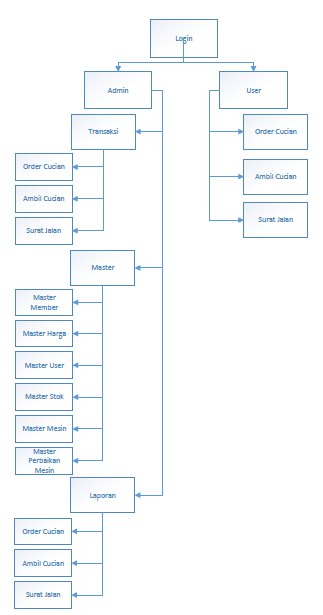 Login
Admin
User
Transaksi
Order Cucian
Order Cucian
Ambil Cucian
Ambil Cucian
Surat Jalan
Surat Jalan
Master
Master
Member
Master Harga
Master User
Master Stok
Master Mesin
Master
Perbaikan
Mesin
Laporan
Order Cucian
Ambil Cucian
Surat Jalan